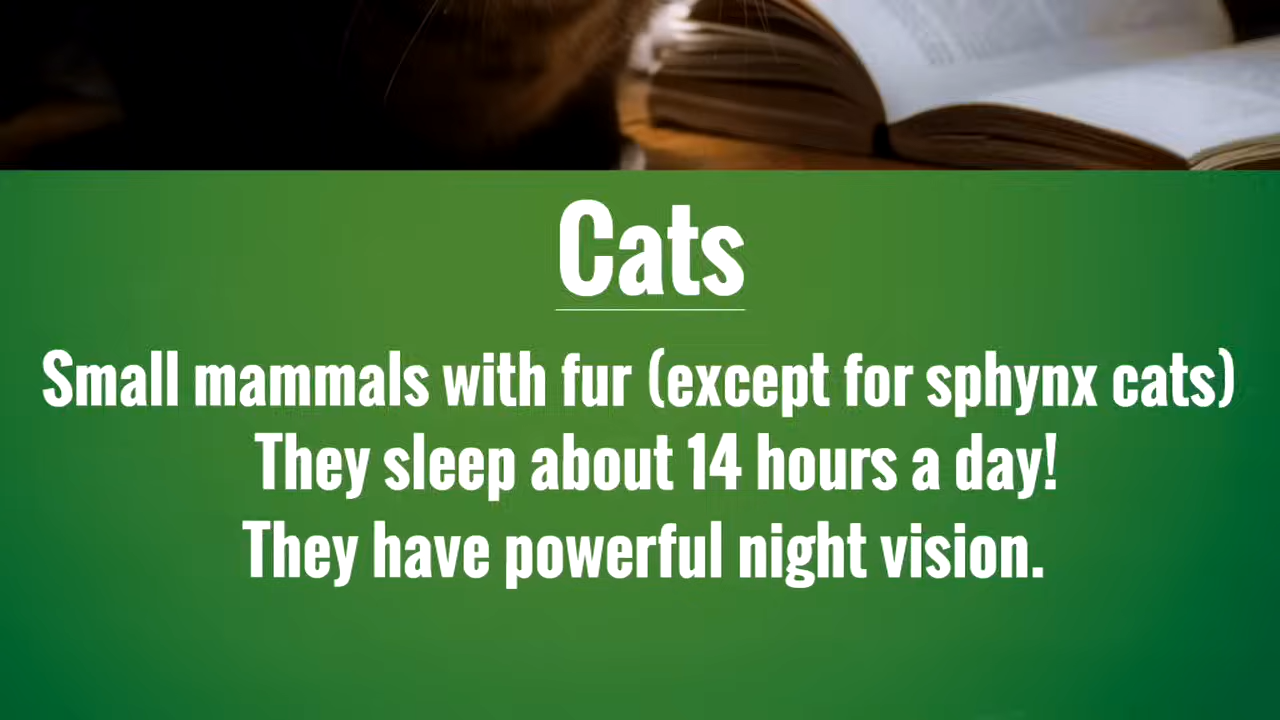 Cats
Small mammals with fur (except for sphynx cats)
They sleep about 14 hours a day!
They have powerful night vision.